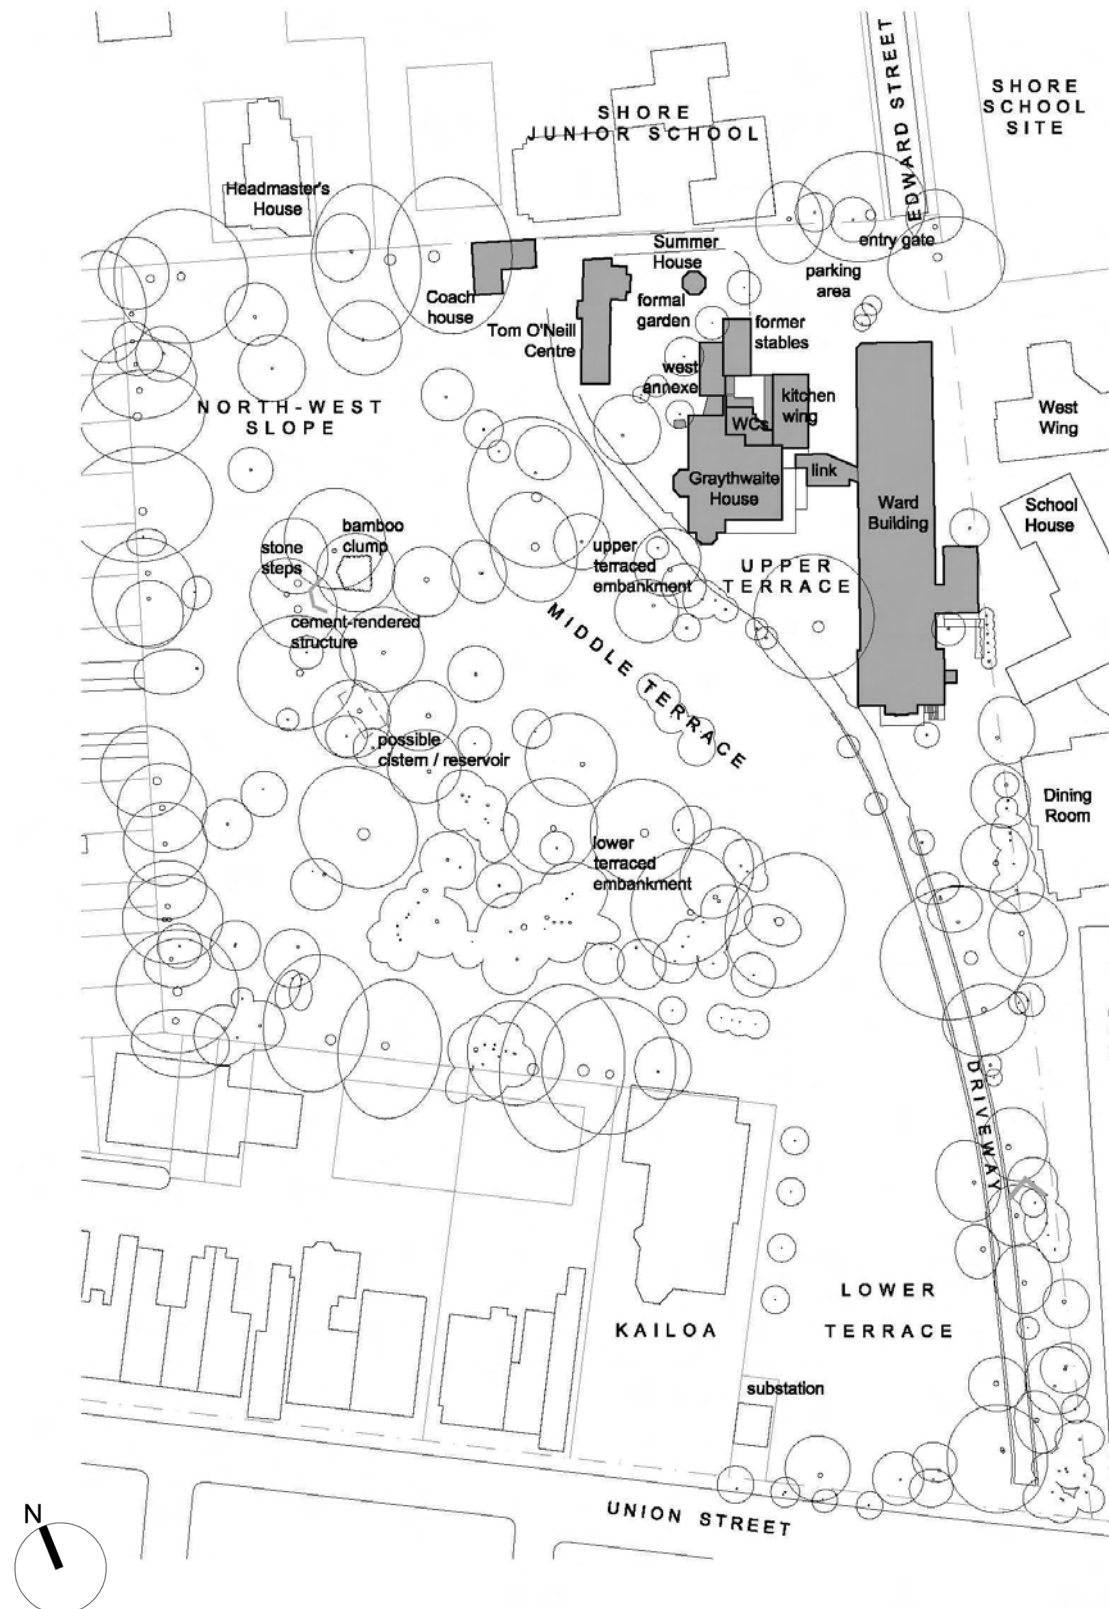 EDWARD STREET
SHORE
SCHOOL
SITE
SHORE
JUNIOR SCHOOL
Headmaster's
House
entry gate
Summer
House
parking
area
Coach
house
formal
garden
former
stables
Tom O'Neill
Centre
west
annexe
kitchen
wing
NORTH-WEST
SLOPE
WCs
West
Wing
link
Graythwaite
House
Ward
Building
School
House
bamboo
clump
stone
steps
upper
terraced
embankment
UPPER
TERRACE
cement-rendered
structure
MIDDLE TERRACE
possible
cistern / reservoir
Dining
Room
lower
terraced
embankment
DRIVEWAY
LOWER
TERRACE
KAILOA
substation
UNION STREET
N